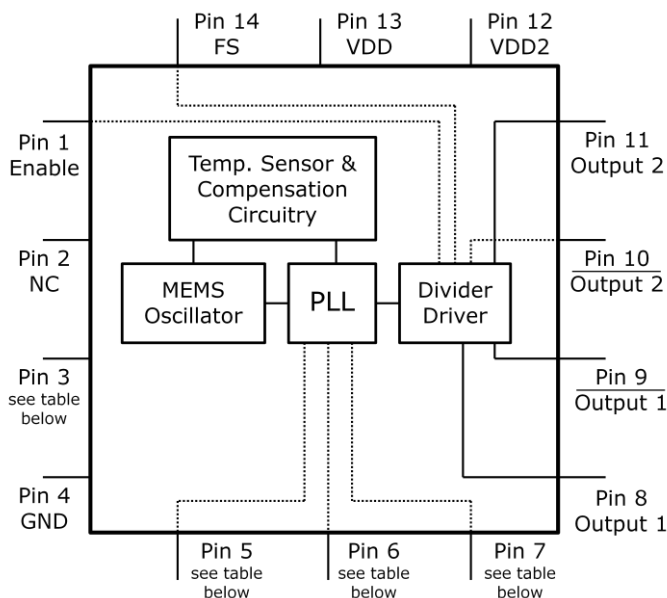 Pin 14
FS
Pin 13
VDD
Pin 12
VDD2
Pin 1
Enable
Pin 11
Output 2
Temp. Sensor &
Compensation
Circuitry
Pin 2
NC
Pin 10
Output 2
MEMS
Oscillator
PLL
Divider
Driver
Pin 3
see table
below
Pin 9
Output 1
Pin 4
GND
Pin 8
Output 1
Pin 5
see table
below
Pin 6
see table
below
Pin 7
see table
below